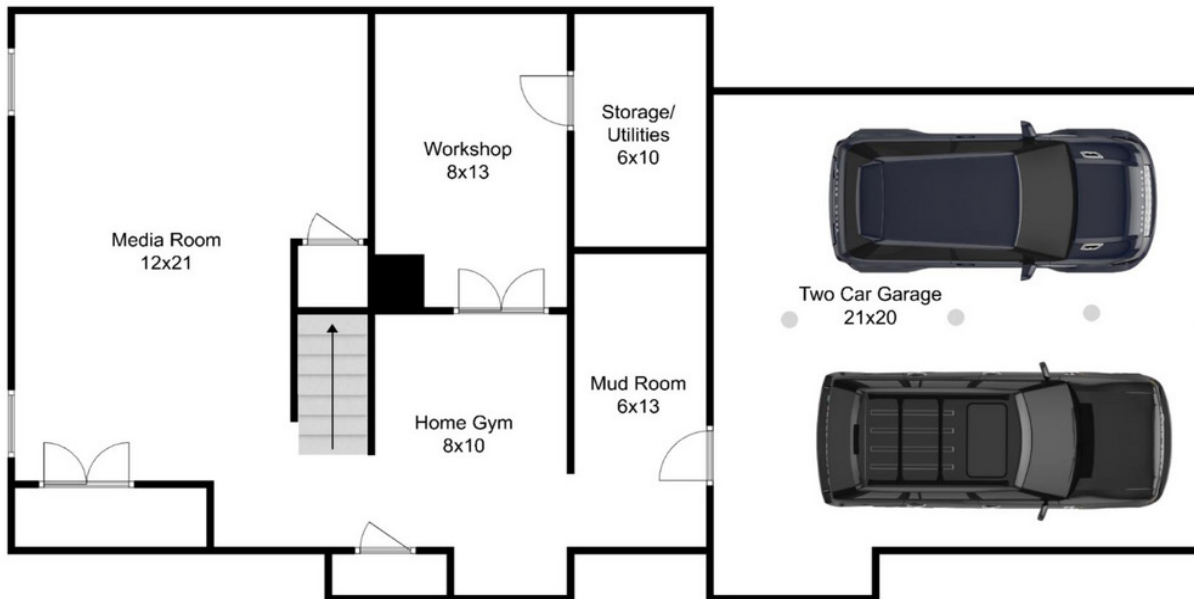 Media Room
12x21
Workshop
8x13
Storage/
Utilities
6x10
Two Car Garage
21x20
Mud Room
6x13
Home Gym
8x10